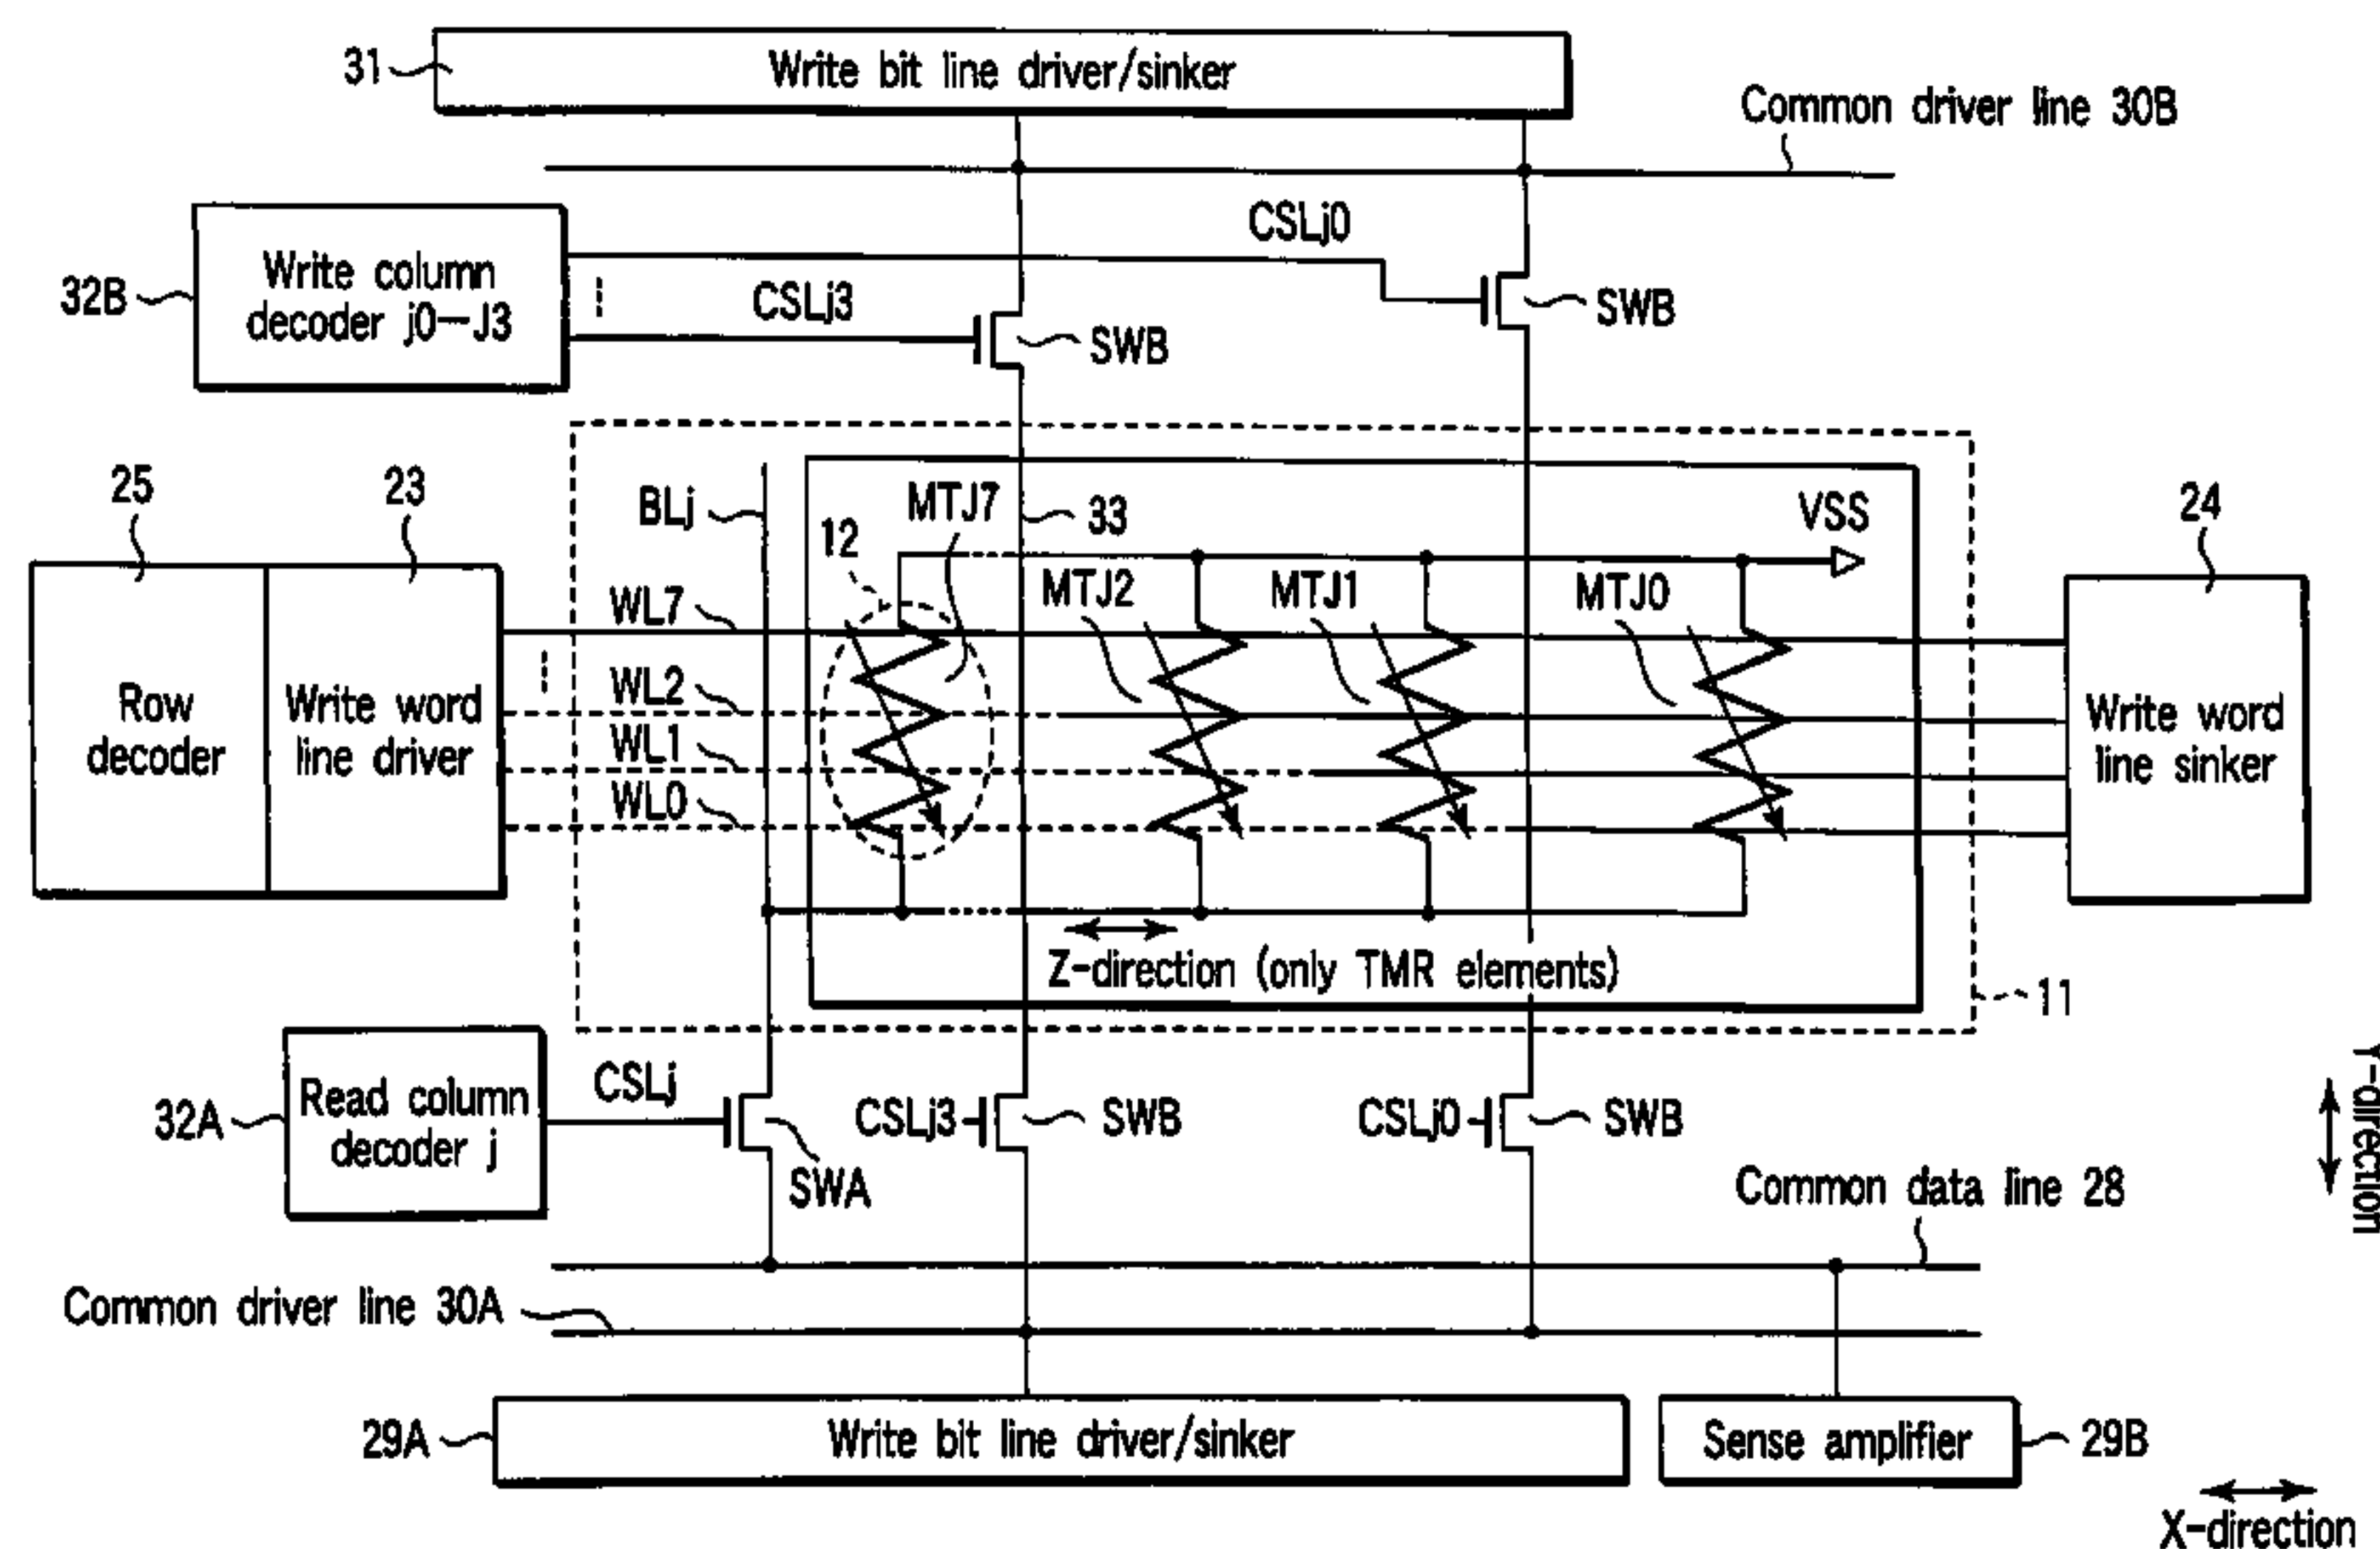 31
Write bit line driver/sinker
Common driver line 30B
32B
Write column
decoder j0-J3
CSLj0
CSLj3
SWB
SWB
25
23
BLj
12
MTJ7
33
VSS
24
WL7
MTJ2
MTJ1
MTJ0
Row
decoder
Write word
line driver
WL2
WL1
WL0
Write word
line sinker
Z-direction (only TMR elements)
11
32A
Read column
decoder j
CSLj
SWA
CSLj3
SWB
CSLj0
SWB
Y-direction
Common data line 28
Common driver line 30A
29A
Write bit line driver/sinker
Sense amplifier
29B
X-direction